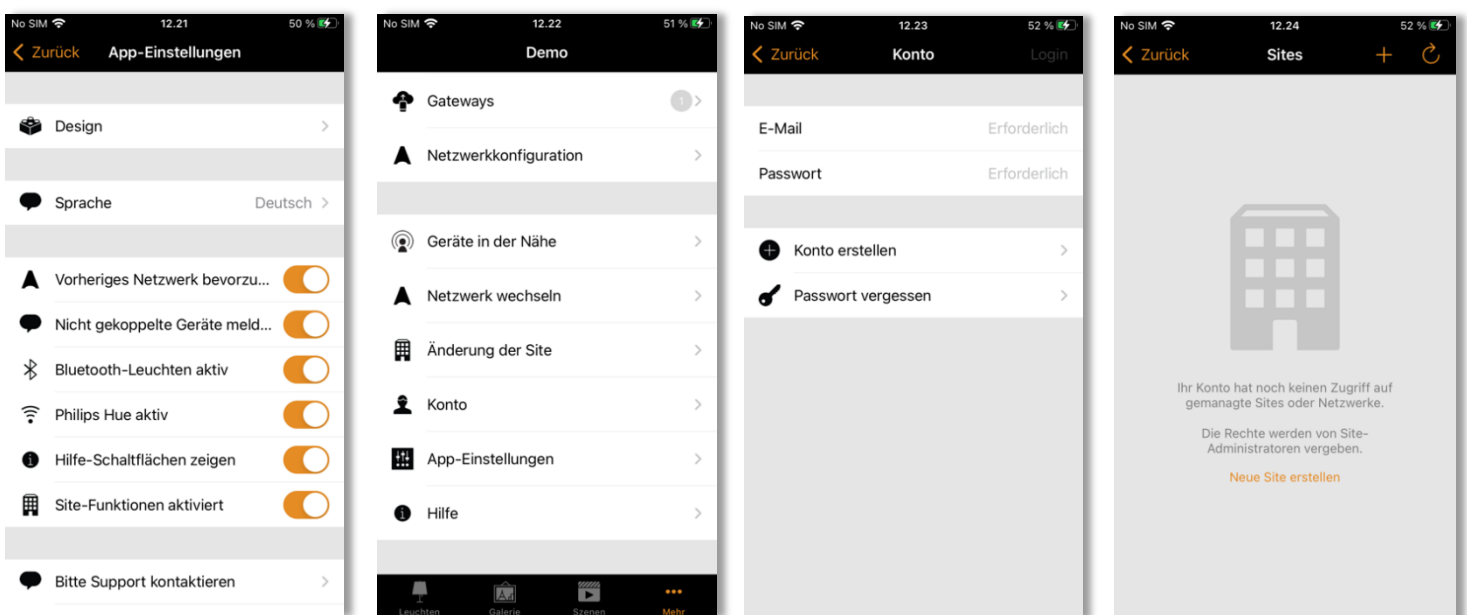 No SIM 12.21 50 %
Zurück App-Einstellungen
Design
Sprache Deutsch
Vorheriges Netzwerk bevorzu...
Nicht gekoppelte Geräte meld...
Bluetooth-Leuchten aktiv
Philips Hue aktiv
Hilfe-Schaltflächen zeigen
Site-Funktionen aktiviert
Bitte Support kontaktieren
No SIM 12.22 51 %
Demo
Gateways 1
Netzwerkkonfiguration
Geräte in der Nähe
Netzwerk wechseln
Änderung der Site
Konto
App-Einstellungen
Hilfe
Leuchten Galerie Szenen Mehr
No SIM 12.23 52 %
Zurück Konto Login
E-Mail Erforderlich
Passwort Erforderlich
Konto erstellen
Passwort vergessen
No SIM 12.24 52 %
Zurück Sites
Ihr Konto hat noch keinen Zugriff auf
gemanagte Sites oder Netzwerke.
Die Rechte werden von Site-
Administratoren vergeben.
Neue Site erstellen